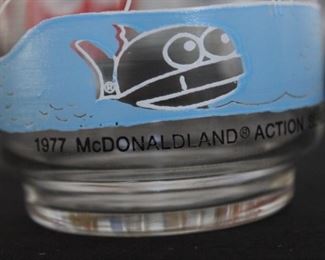 ®
1977 McDONALDLAND® ACTION